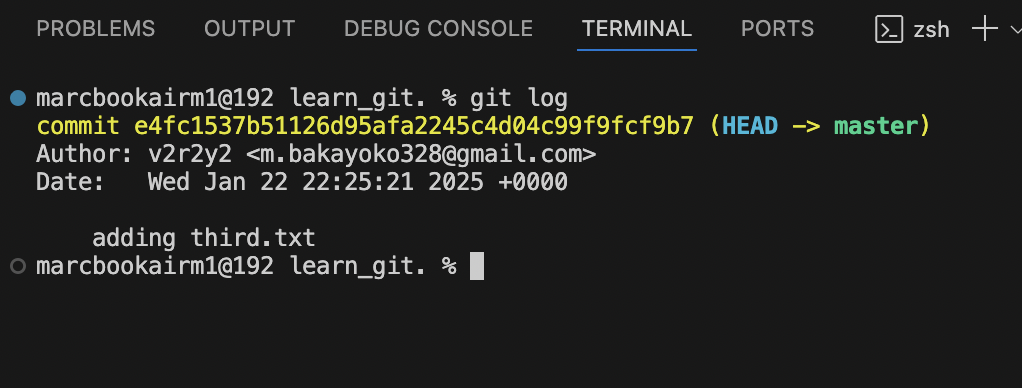 PROBLEMS OUTPUT DEBUG CONSOLE TERMINAL PORTS zsh
marcbookairm1@192 learn_git. % git log
commit e4fc1537b51126d95afa2245c4d04c99f9fcf9b7 (HEAD -> master)
Author: v2r2y2 <m.bakayoko328@gmail.com>
Date:   Wed Jan 22 22:25:21 2025 +0000
    adding third.txt
marcbookairm1@192 learn_git. %